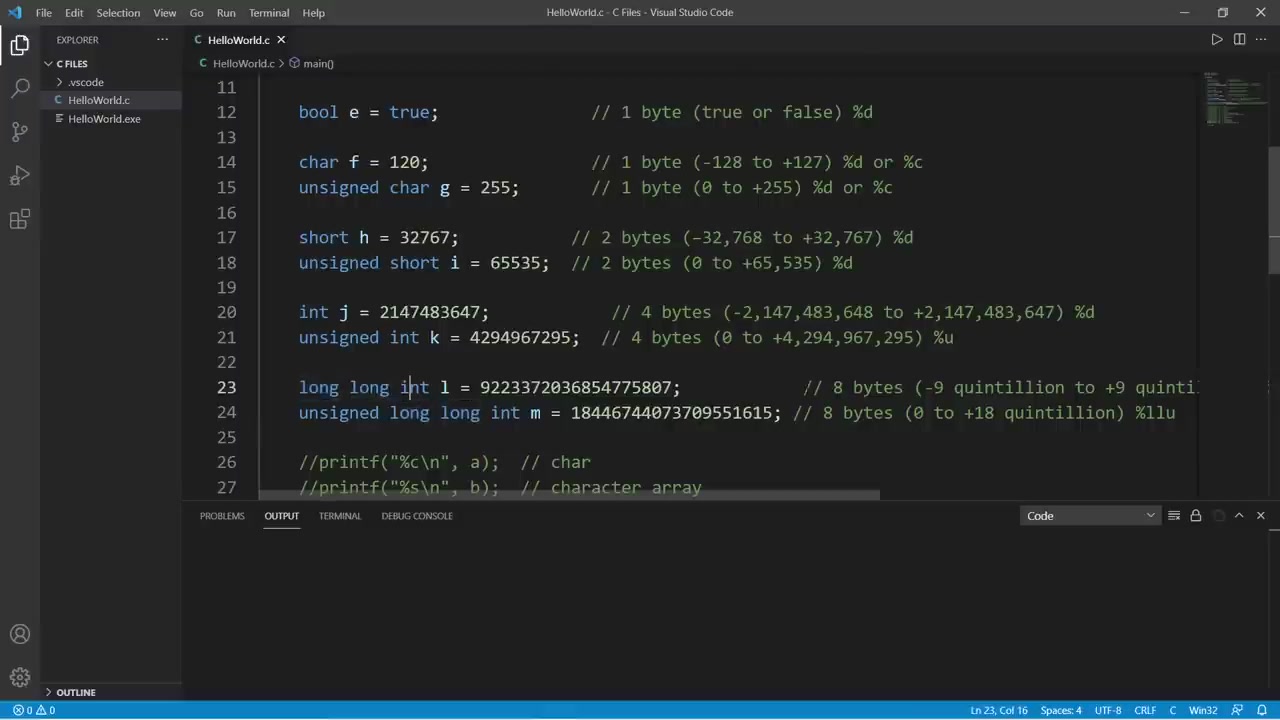 File Edit Selection View Go Run Terminal Help HelloWorld.c - C Files - Visual Studio Code
EXPLORER ···
HelloWorld.c
C FILES
.vscode
C HelloWorld.c
HelloWorld.exe
C HelloWorld.c > main()
11
12 bool e = true; // 1 byte (true or false) %d
13
14 char f = 120; // 1 byte (-128 to +127) %d or %c
15 unsigned char g = 255; // 1 byte (0 to +255) %d or %c
16
17 short h = 32767; // 2 bytes (−32,768 to +32,767) %d
18 unsigned short i = 65535; // 2 bytes (0 to +65,535) %d
19
20 int j = 2147483647; // 4 bytes (-2,147,483,648 to +2,147,483,647) %d
21 unsigned int k = 4294967295; // 4 bytes (0 to +4,294,967,295) %u
22
23 long long int l = 9223372036854775807; // 8 bytes (-9 quintillion to +9 quinti
24 unsigned long long int m = 18446744073709551615; // 8 bytes (0 to +18 quintillion) %llu
25
26 //printf("%c\n", a); // char
27 //printf("%s\n", b); // character array
PROBLEMS OUTPUT TERMINAL DEBUG CONSOLE Code
OUTLINE
0 0 Ln 23, Col 16 Spaces: 4 UTF-8 CRLF C Win32